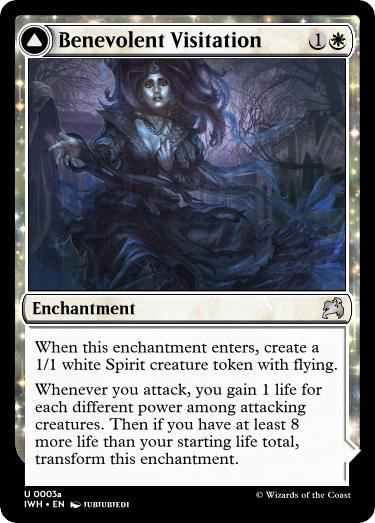 Benevolent Visitation 1
Enchantment
When this enchantment enters, create a
1/1 white Spirit creature token with flying.
Whenever you attack, you gain 1 life for
each different power among attacking
creatures. Then if you have at least 8
more life than your starting life total,
transform this enchantment.
U 0003a
IWH • EN JUBJUBJEDI
© Wizards of the Coast